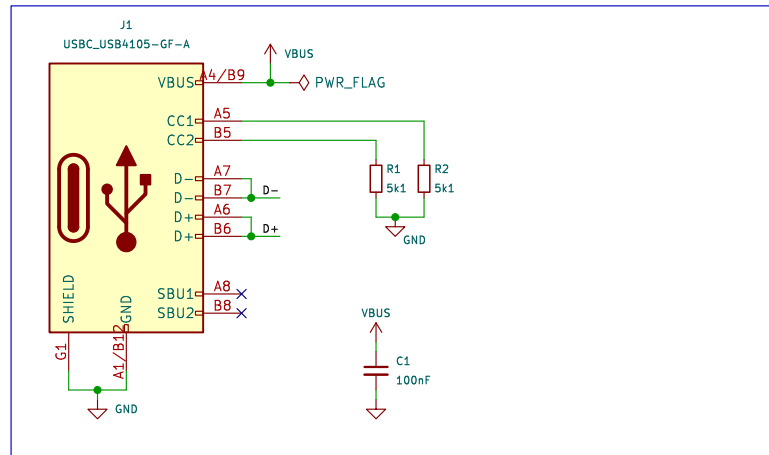 J1
USBC_USB4105-GF-A
VBUS
A4/B9
VBUS
PWR_FLAG
CC1
A5
CC2
B5
R1
5k1
R2
5k1
GND
D-
A7
D-
B7
D-
D+
A6
D+
B6
D+
SBU1
A8
SBU2
B8
SHIELD
GND
G1
A1/B12
GND
VBUS
C1
100nF